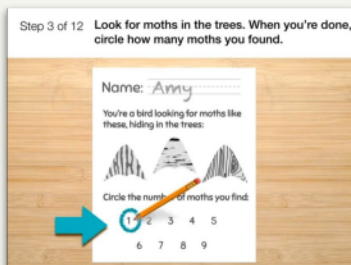 Step 3 of 12 Look for moths in the trees. When you're done,
circle how many moths you found.
Name: Amy
You're a bird looking for moths like
these, hiding in the trees:
Circle the number of moths you find:
1 2 3 4 5
6 7 8 9